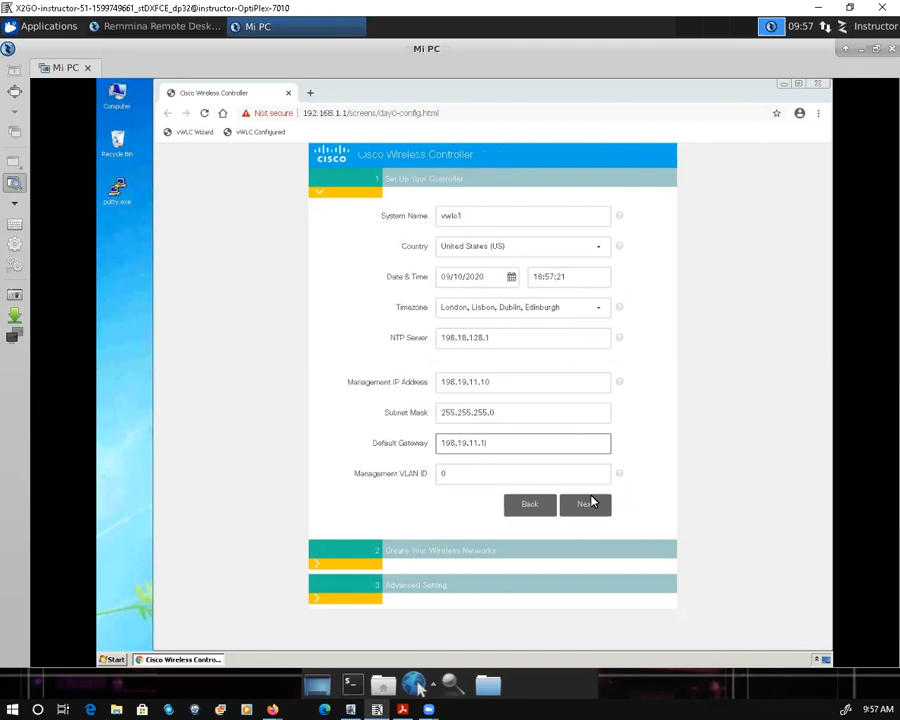 X2GO-instructor-51-1599749661_stDXFCE_dp32@instructor-OptiPlex-7010
Applications
Remmina Remote Desk...
Mi PC
09:57
Instructor
Mi PC
Mi PC
Computer
Recycle Bin
putty.exe
Cisco Wireless Controller
Not secure
192.168.1.1/screens/day0-config.html
vWLC Wizard
vWLC Configured
CISCO
Cisco Wireless Controller
1 Set Up Your Controller
System Name
vwlc1
Country
United States (US)
Date & Time
09/10/2020
16:57:21
Timezone
London, Lisbon, Dublin, Edinburgh
NTP Server
198.18.128.1
Management IP Address
198.19.11.10
Subnet Mask
255.255.255.0
Default Gateway
198.19.11.1
Management VLAN ID
0
Back
2 Create Your Wireless Networks
3 Advanced Setting
Start
Cisco Wireless Contro...
9:57 AM